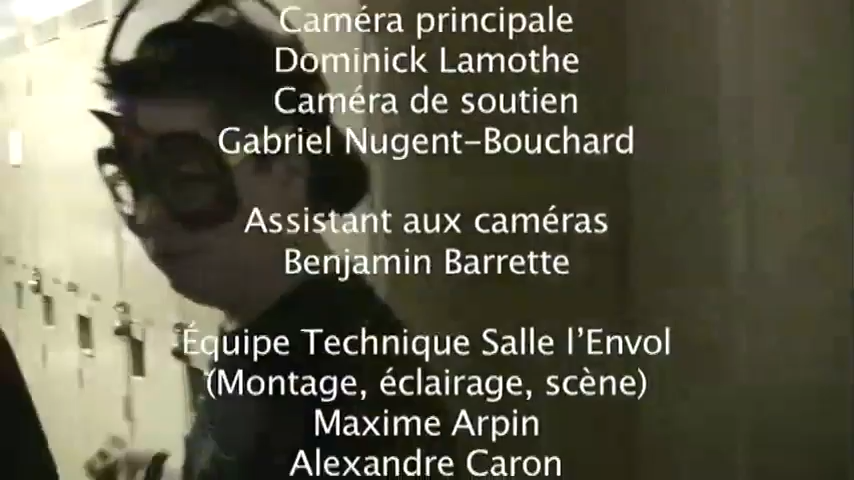 Caméra principale
Dominick Lamothe
Caméra de soutien
Gabriel Nugent-Bouchard
Assistant aux caméras
Benjamin Barrette
Équipe Technique Salle l'Envol
(Montage, éclairage, scène)
Maxime Arpin
Alexandre Caron